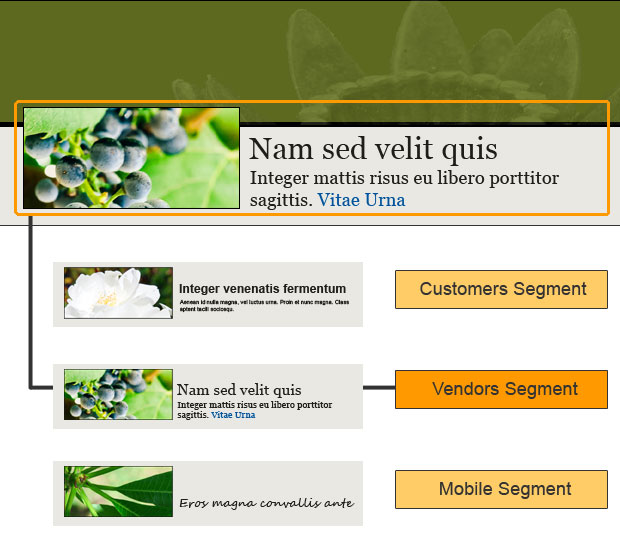 Nam sed velit quis
Integer mattis risus eu libero porttitor
sagittis. Vitae Urna
Integer venenatis fermentum
Aenean id nulla magna, vel luctus urna. Proin et nunc magna. Class
aptent taciti sociosqu.
Customers Segment
Nam sed velit quis
Integer mattis risus eu libero porttitor
sagittis. Vitae Urna
Vendors Segment
Eros magna convallis ante
Mobile Segment